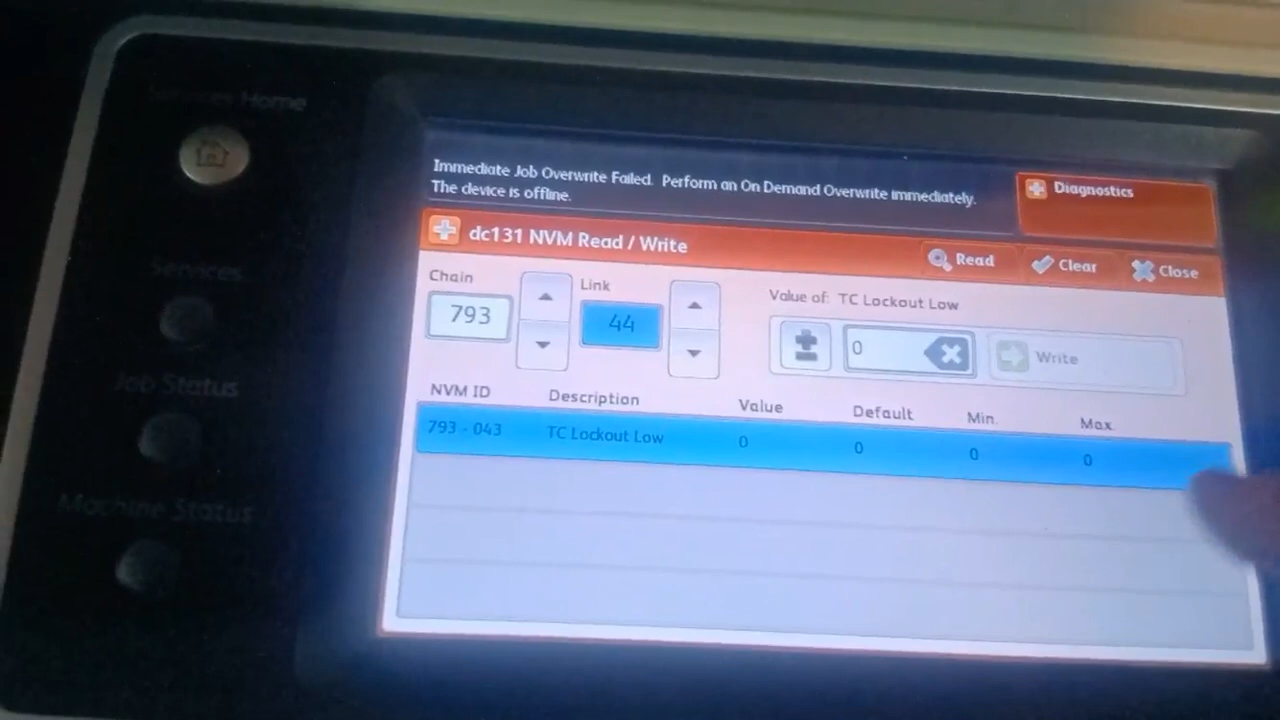 Services Home
Immediate Job Overwrite Failed. Perform an On Demand Overwrite immediately.
The device is offline.
Diagnostics
dc131 NVM Read / Write
Read
Clear
Close
Chain
Link
793
44
Value of: TC Lockout Low
0
Write
NVM ID
Description
Value
Default
Min.
Max.
793 - 043 TC Lockout Low 0 0 0 0
Services
Job Status
Machine Status